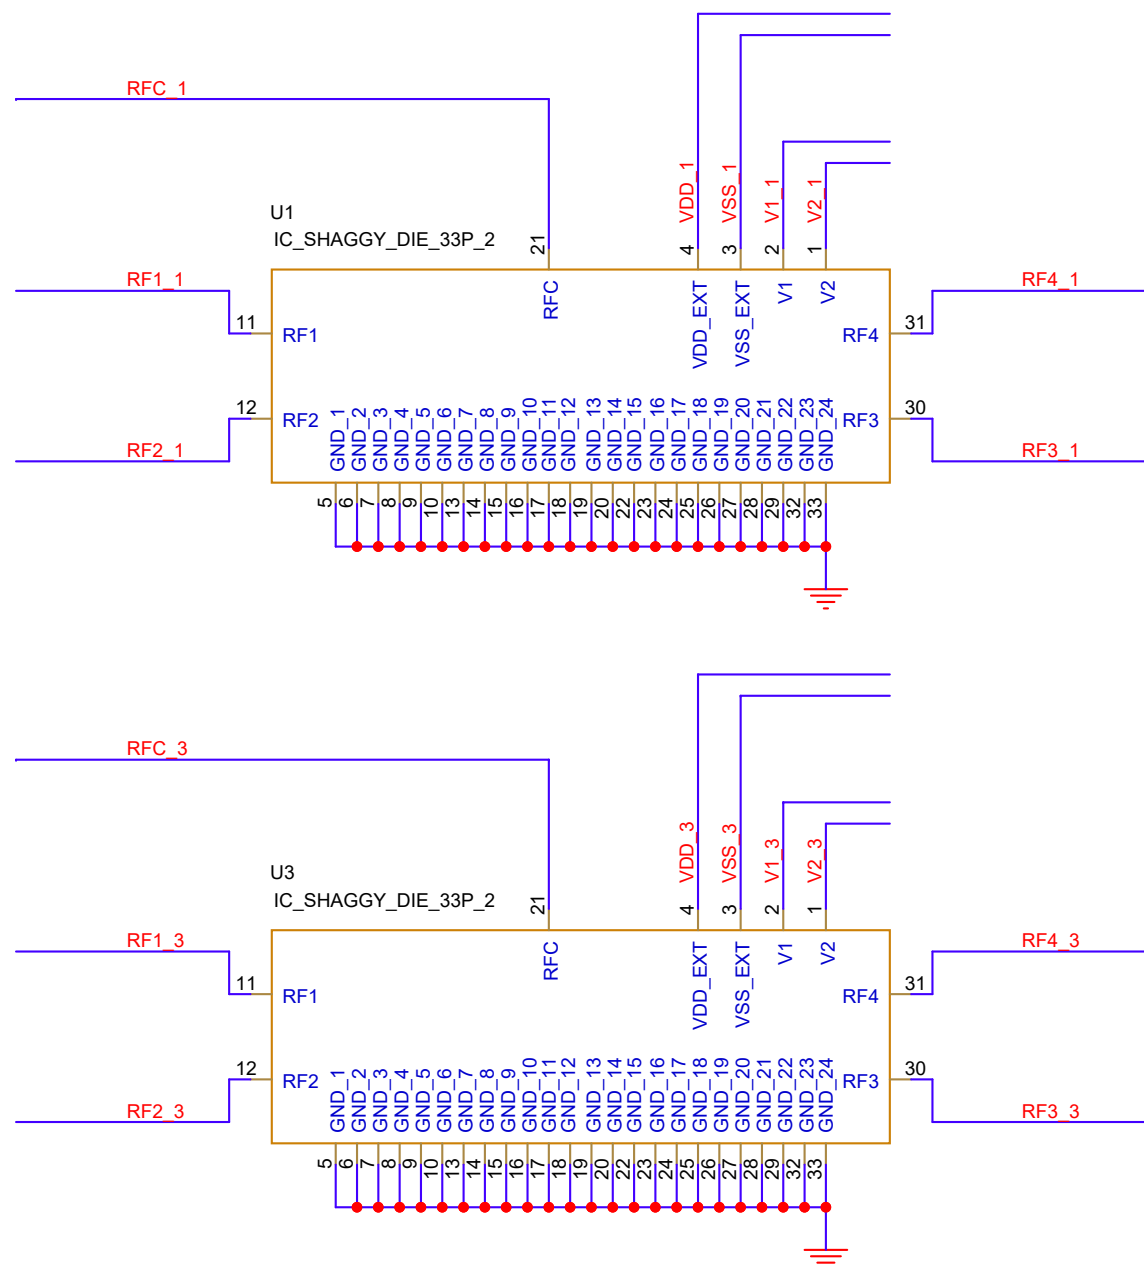 RFC_1
VDD_1
VSS_1
V1_1
V2_1
U1
IC_SHAGGY_DIE_33P_2
21
4
3
2
1
RF1_1
RF4_1
RFC
VDD_EXT
VSS_EXT
V1
V2
11
RF1
RF4
31
12
RF2
RF3
30
GND_1
GND_2
GND_3
GND_4
GND_5
GND_6
GND_7
GND_8
GND_9
GND_10
GND_11
GND_12
GND_13
GND_14
GND_15
GND_16
GND_17
GND_18
GND_19
GND_20
GND_21
GND_22
GND_23
GND_24
RF2_1
RF3_1
5
6
7
8
9
10
13
14
15
16
17
18
19
20
22
23
24
25
26
27
28
29
32
33
RFC_3
VDD_3
VSS_3
V1_3
V2_3
U3
IC_SHAGGY_DIE_33P_2
21
4
3
2
1
RF1_3
RF4_3
RFC
VDD_EXT
VSS_EXT
V1
V2
11
RF1
RF4
31
12
RF2
RF3
30
GND_1
GND_2
GND_3
GND_4
GND_5
GND_6
GND_7
GND_8
GND_9
GND_10
GND_11
GND_12
GND_13
GND_14
GND_15
GND_16
GND_17
GND_18
GND_19
GND_20
GND_21
GND_22
GND_23
GND_24
RF2_3
RF3_3
5
6
7
8
9
10
13
14
15
16
17
18
19
20
22
23
24
25
26
27
28
29
32
33